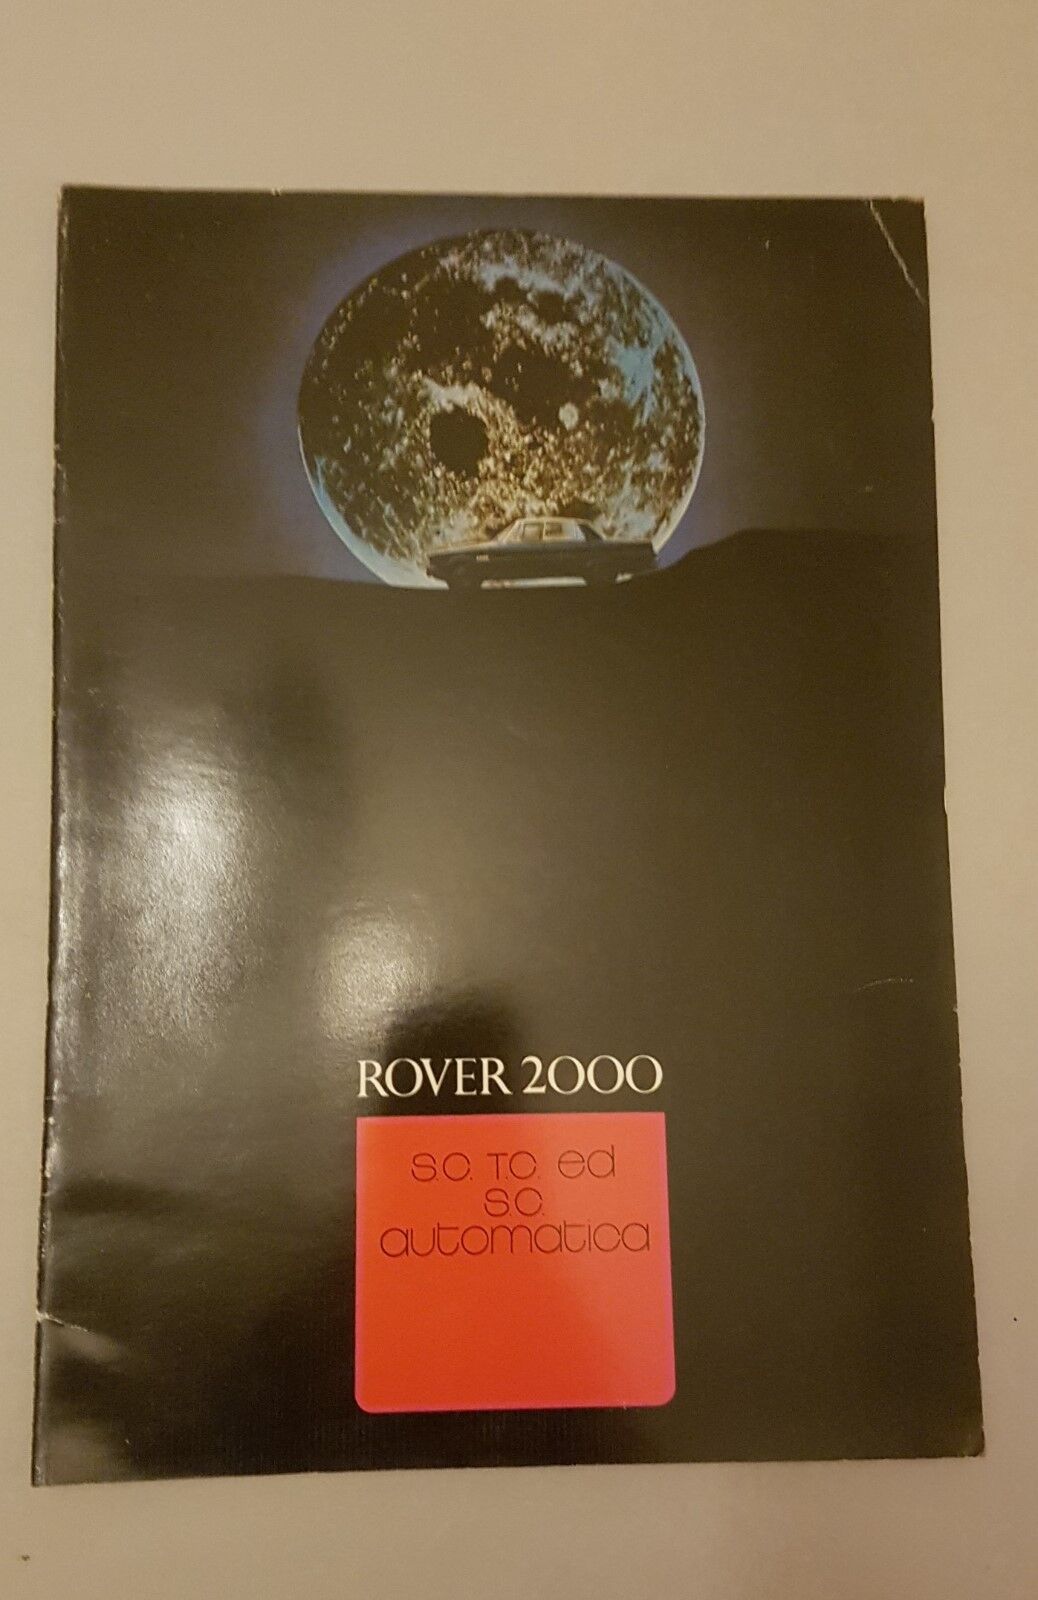 ROVER 2000
S.C. T.C. ed
S.C.
automatica